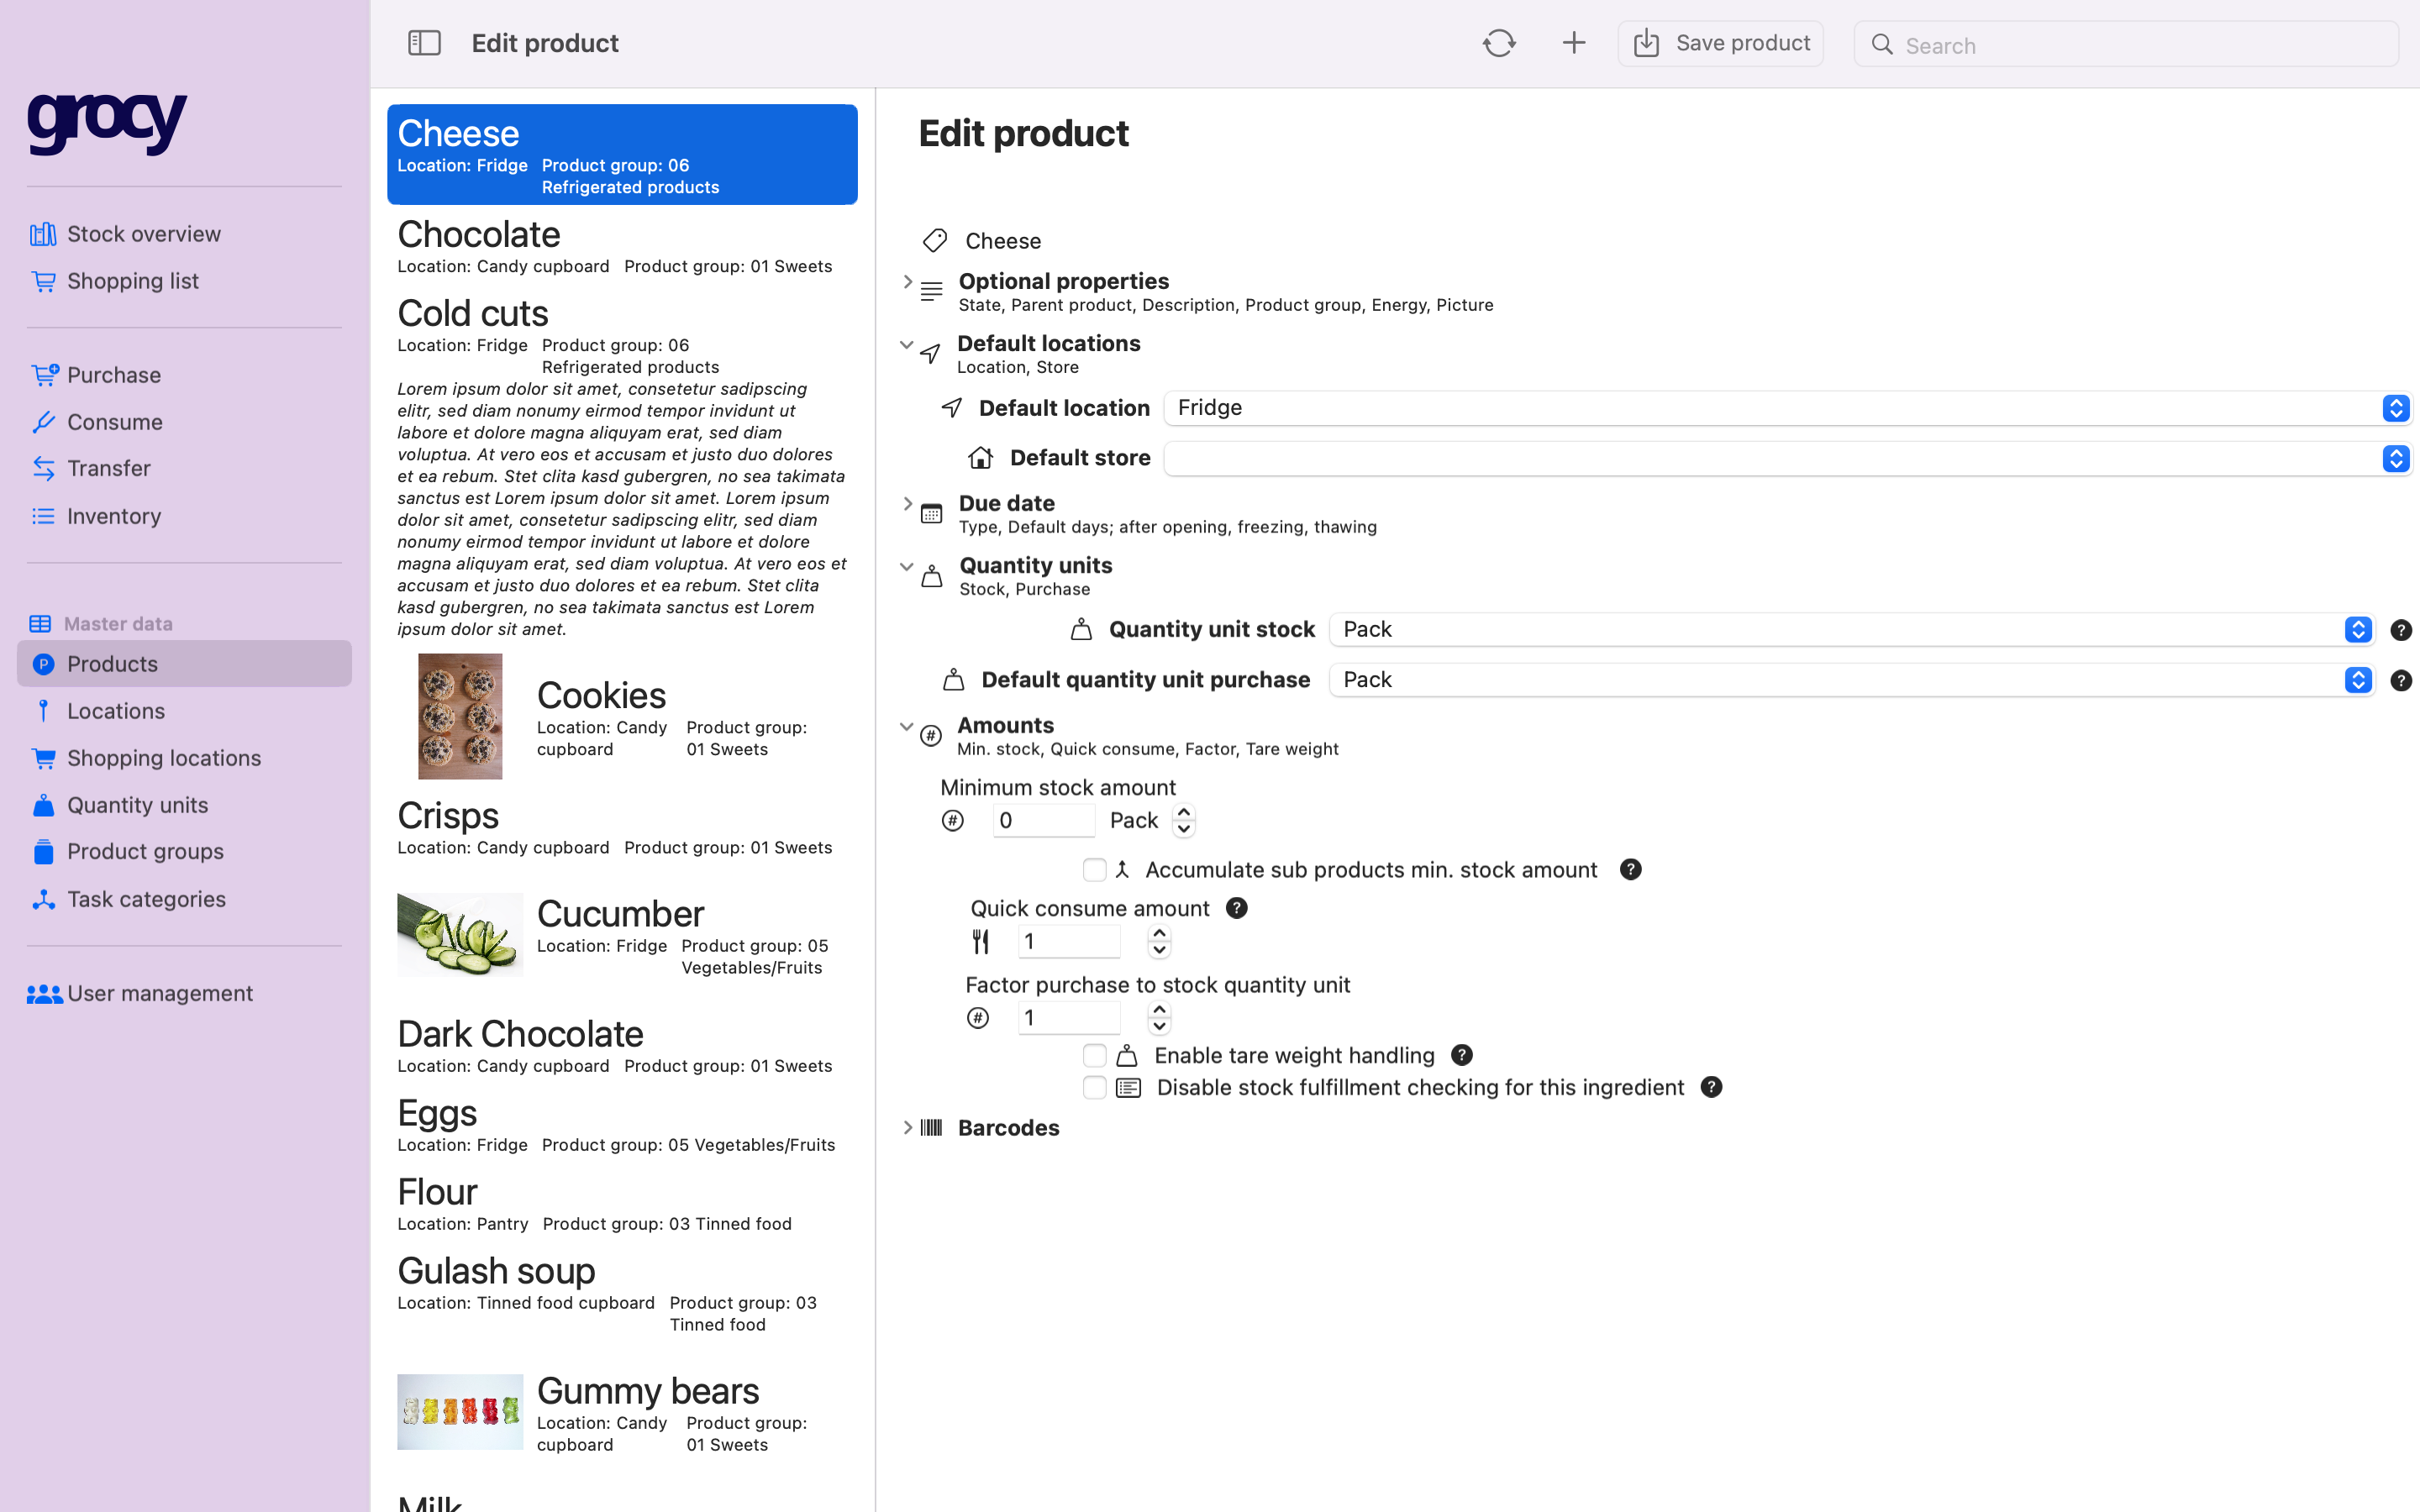 grocy
Stock overview
Shopping list
Purchase
Consume
Transfer
Inventory
Master data
P Products
Locations
Shopping locations
Quantity units
Product groups
Task categories
User management
Edit product
Save product
Search
Cheese
Location: Fridge Product group: 06
Refrigerated products
Chocolate
Location: Candy cupboard Product group: 01 Sweets
Cold cuts
Location: Fridge Product group: 06
Refrigerated products
Lorem ipsum dolor sit amet, consetetur sadipscing
elitr, sed diam nonumy eirmod tempor invidunt ut
labore et dolore magna aliquyam erat, sed diam
voluptua. At vero eos et accusam et justo duo dolores
et ea rebum. Stet clita kasd gubergren, no sea takimata
sanctus est Lorem ipsum dolor sit amet. Lorem ipsum
dolor sit amet, consetetur sadipscing elitr, sed diam
nonumy eirmod tempor invidunt ut labore et dolore
magna aliquyam erat, sed diam voluptua. At vero eos et
accusam et justo duo dolores et ea rebum. Stet clita
kasd gubergren, no sea takimata sanctus est Lorem
ipsum dolor sit amet.
Cookies
Location: Candy cupboard Product group: 01 Sweets
Crisps
Location: Candy cupboard Product group: 01 Sweets
Cucumber
Location: Fridge Product group: 05
Vegetables/Fruits
Dark Chocolate
Location: Candy cupboard Product group: 01 Sweets
Eggs
Location: Fridge Product group: 05 Vegetables/Fruits
Flour
Location: Pantry Product group: 03 Tinned food
Gulash soup
Location: Tinned food cupboard Product group: 03
Tinned food
Gummy bears
Location: Candy cupboard Product group: 01 Sweets
Milk
Edit product
Cheese
Optional properties
State, Parent product, Description, Product group, Energy, Picture
Default locations
Location, Store
Default location Fridge
Default store
Due date
Type, Default days; after opening, freezing, thawing
Quantity units
Stock, Purchase
Quantity unit stock Pack ?
Default quantity unit purchase Pack ?
# Amounts
Min. stock, Quick consume, Factor, Tare weight
Minimum stock amount
# 0 Pack
Accumulate sub products min. stock amount ?
Quick consume amount ?
1
Factor purchase to stock quantity unit
# 1
Enable tare weight handling ?
Disable stock fulfillment checking for this ingredient ?
Barcodes